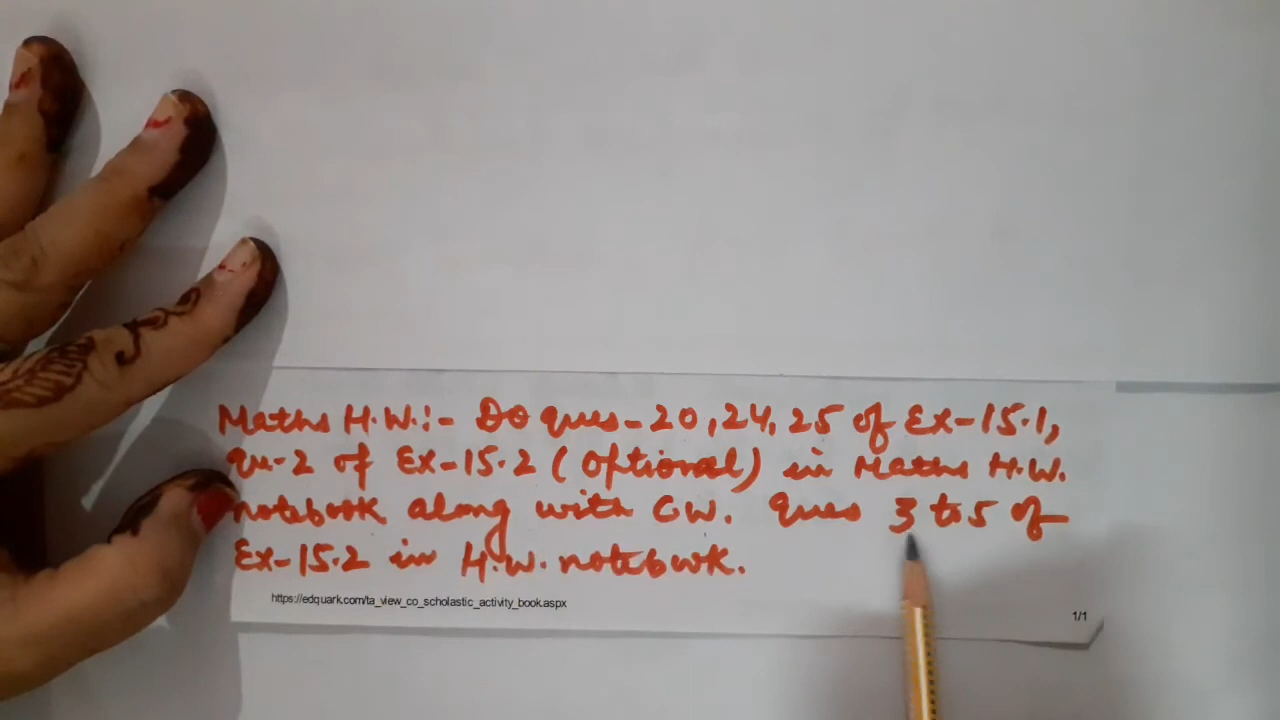 Maths H.W.:- Do ques-20,24,25 of Ex-15.1,
qu-2 of Ex-15.2 (optional) in Maths H.W.
notebook along with CW. Ques 3 to 5 of
Ex-15.2 in H.W. notebook.
https://edquark.com/ta_view_co_scholastic_activity_book.aspx
1/1